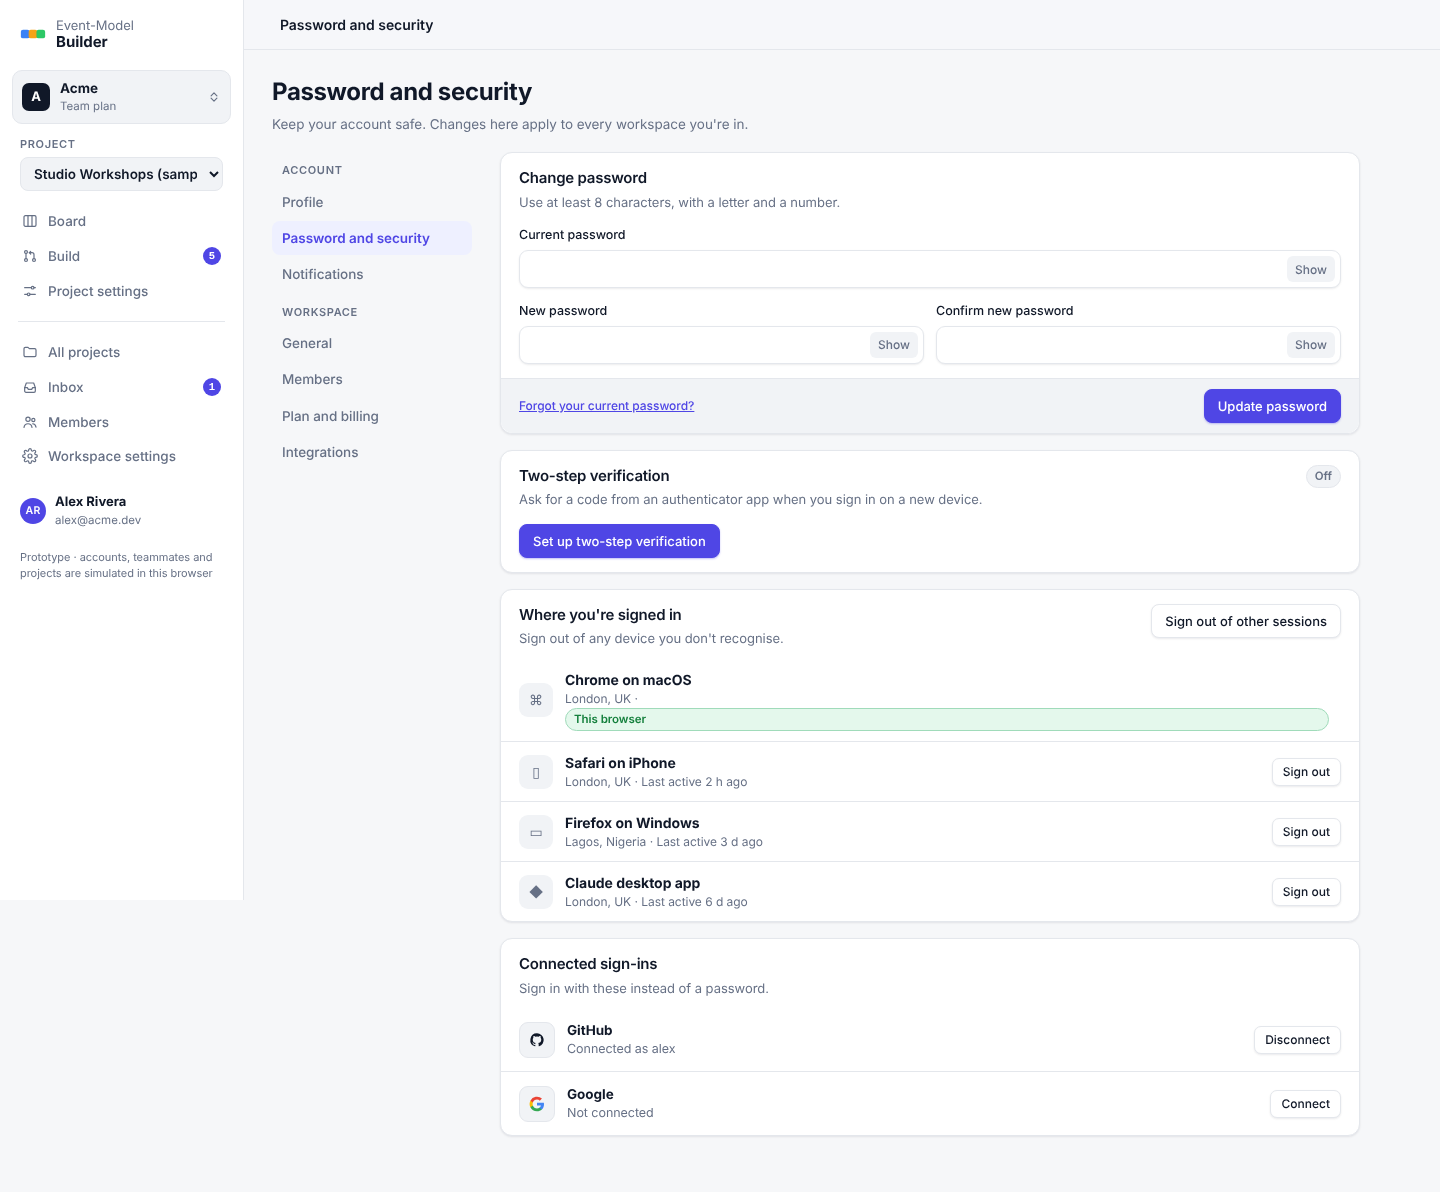 Event-Model
Builder
A
Acme
Team plan
PROJECT
Studio Workshops (samp
Board
Build
5
Project settings
All projects
Inbox
1
Members
Workspace settings
AR
Alex Rivera
alex@acme.dev
Prototype · accounts, teammates and
projects are simulated in this browser
Password and security
Password and security
Keep your account safe. Changes here apply to every workspace you're in.
ACCOUNT
Profile
Password and security
Notifications
WORKSPACE
General
Members
Plan and billing
Integrations
Change password
Use at least 8 characters, with a letter and a number.
Current password
Show
New password
Show
Confirm new password
Show
Forgot your current password?
Update password
Two-step verification
Off
Ask for a code from an authenticator app when you sign in on a new device.
Set up two-step verification
Where you're signed in
Sign out of any device you don't recognise.
Sign out of other sessions
⌘
Chrome on macOS
London, UK ·
This browser
Safari on iPhone
London, UK · Last active 2 h ago
Sign out
Firefox on Windows
Lagos, Nigeria · Last active 3 d ago
Sign out
Claude desktop app
London, UK · Last active 6 d ago
Sign out
Connected sign-ins
Sign in with these instead of a password.
GitHub
Connected as alex
Disconnect
Google
Not connected
Connect